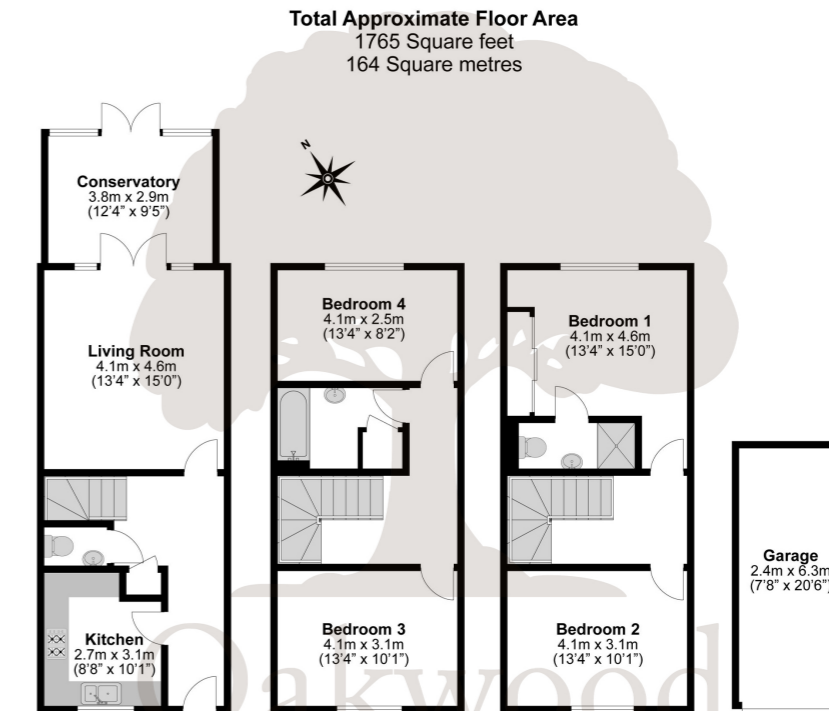 Total Approximate Floor Area
1765 Square feet
164 Square metres
N
Conservatory
3.8m x 2.9m
(12'4" x 9'5")
Living Room
4.1m x 4.6m
(13'4" x 15'0")
Kitchen
2.7m x 3.1m
(8'8" x 10'1")
Bedroom 4
4.1m x 2.5m
(13'4" x 8'2")
Bedroom 3
4.1m x 3.1m
(13'4" x 10'1")
Bedroom 1
4.1m x 4.6m
(13'4" x 15'0")
Bedroom 2
4.1m x 3.1m
(13'4" x 10'1")
Garage
2.4m x 6.3m
(7'8" x 20'6")
Oakwood